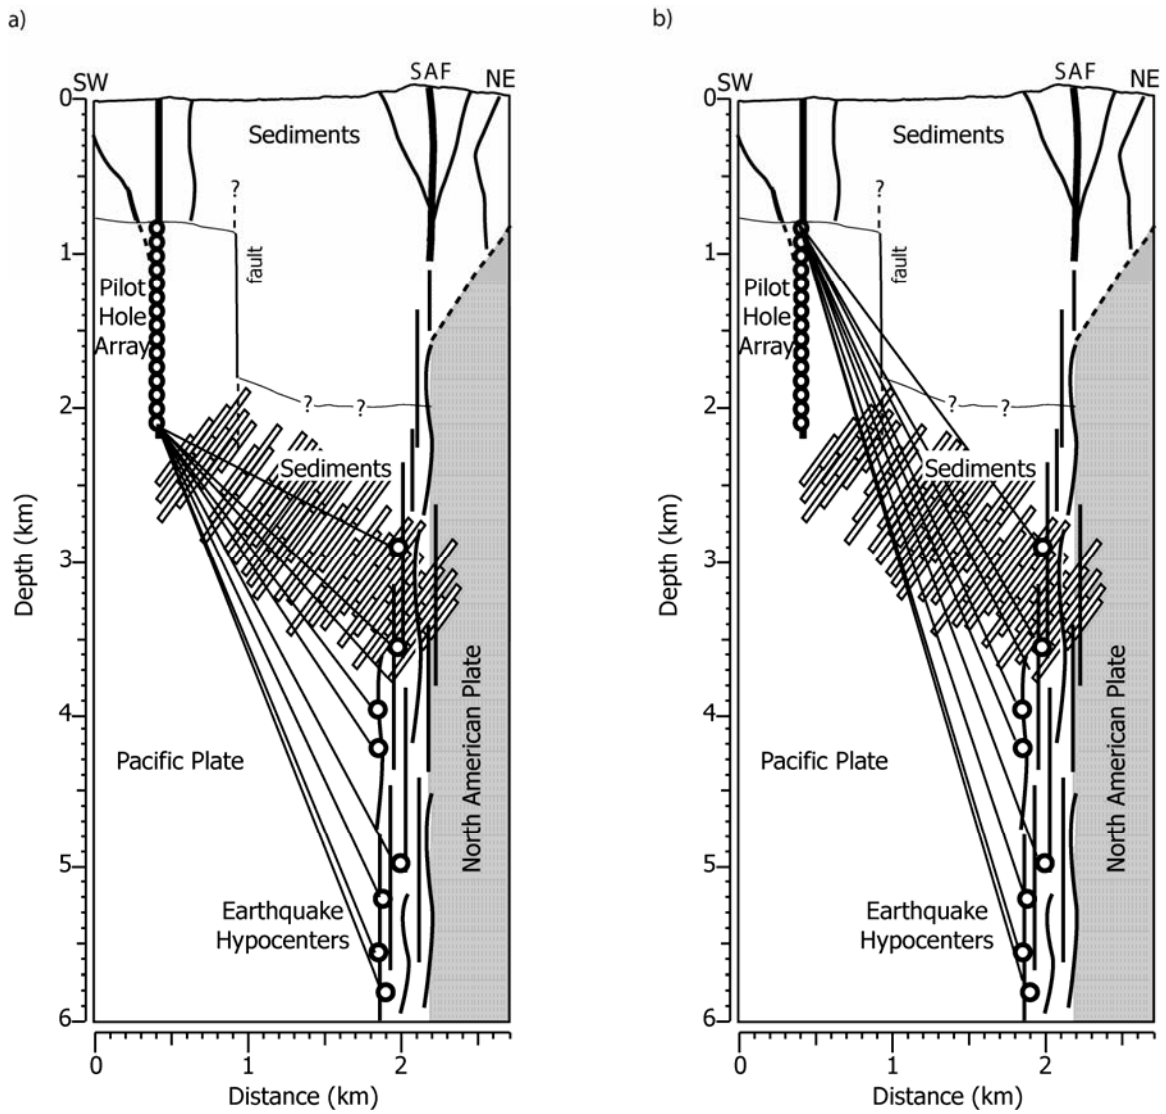 a)
SW
SAF
NE
0
Sediments
?
1
fault
Pilot
Hole
Array
2
?
?
Sediments
Depth (km)
3
4
Pacific Plate
North American Plate
5
Earthquake
Hypocenters
6
0
1
2
Distance (km)
b)
SW
SAF
NE
0
Sediments
?
1
fault
Pilot
Hole
Array
2
?
?
Sediments
Depth (km)
3
4
Pacific Plate
North American Plate
5
Earthquake
Hypocenters
6
0
1
2
Distance (km)